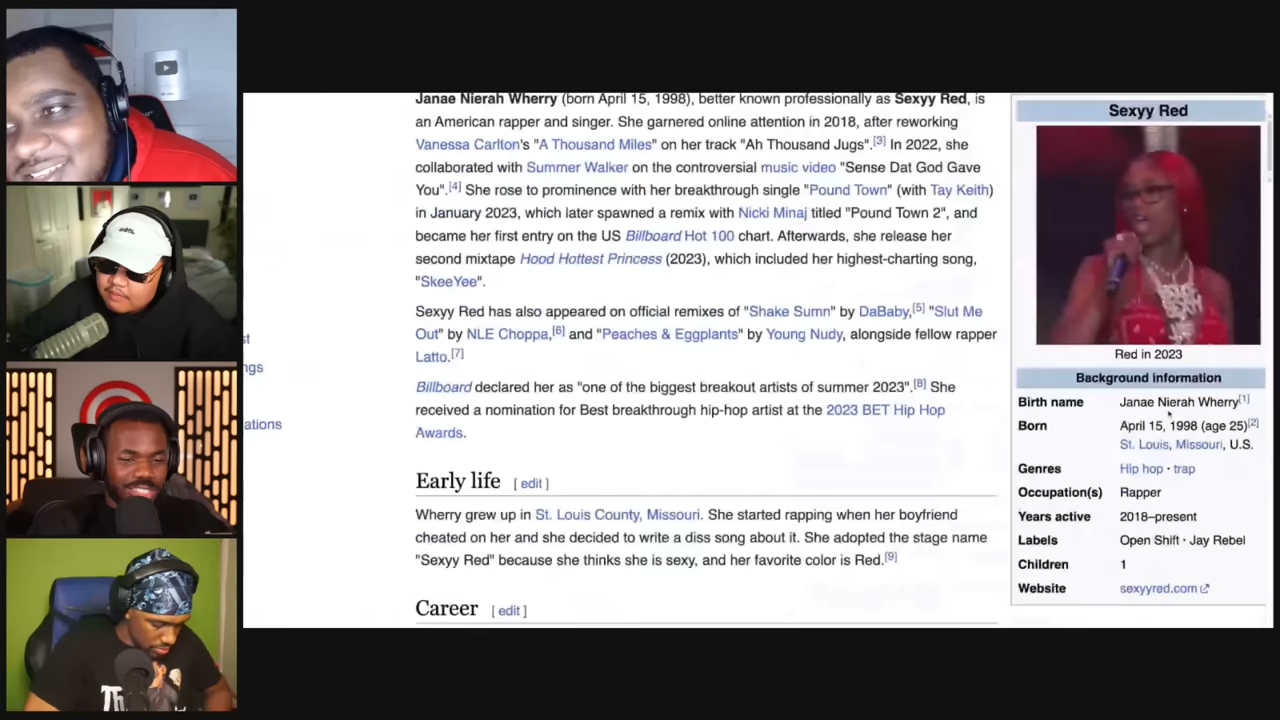 Janae Nierah Wherry (born April 15, 1998), better known professionally as Sexyy Red, is
an American rapper and singer. She garnered online attention in 2018, after reworking
Vanessa Carlton's "A Thousand Miles" on her track "Ah Thousand Jugs".[3] In 2022, she
collaborated with Summer Walker on the controversial music video "Sense Dat God Gave
You".[4] She rose to prominence with her breakthrough single "Pound Town" (with Tay Keith)
in January 2023, which later spawned a remix with Nicki Minaj titled "Pound Town 2", and
became her first entry on the US Billboard Hot 100 chart. Afterwards, she release her
second mixtape Hood Hottest Princess (2023), which included her highest-charting song,
"SkeeYee".
Sexyy Red has also appeared on official remixes of "Shake Sumn" by DaBaby,[5] "Slut Me
Out" by NLE Choppa,[6] and "Peaches & Eggplants" by Young Nudy, alongside fellow rapper
Latto.[7]
Billboard declared her as "one of the biggest breakout artists of summer 2023".[8] She
received a nomination for Best breakthrough hip-hop artist at the 2023 BET Hip Hop
Awards.
Early life [ edit ]
Wherry grew up in St. Louis County, Missouri. She started rapping when her boyfriend
cheated on her and she decided to write a diss song about it. She adopted the stage name
"Sexyy Red" because she thinks she is sexy, and her favorite color is Red.[9]
Career [ edit ]
st
ngs
ations
Sexyy Red
Red in 2023
Background information
Birth name Janae Nierah Wherry[1]
Born April 15, 1998 (age 25)[2]
St. Louis, Missouri, U.S.
Genres Hip hop · trap
Occupation(s) Rapper
Years active 2018–present
Labels Open Shift · Jay Rebel
Children 1
Website sexyyred.com